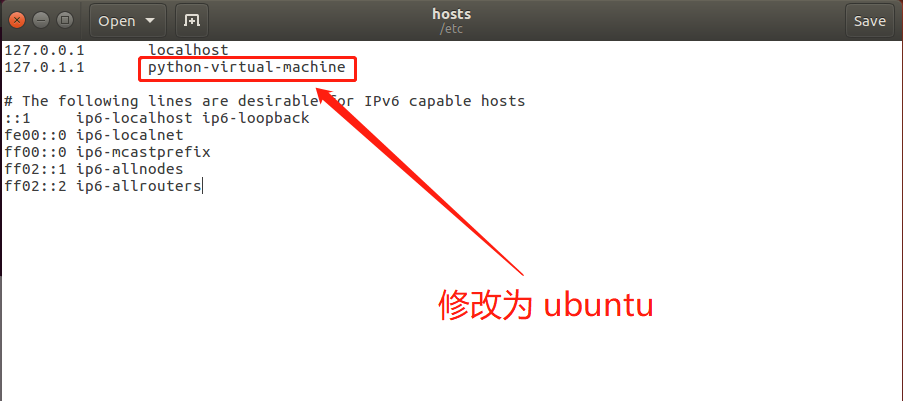 hosts
Open
/etc
Save
127.0.0.1 localhost
127.0.1.1 python-virtual-machine
# The following lines are desirable for IPv6 capable hosts
::1 ip6-localhost ip6-loopback
fe00::0 ip6-localnet
ff00::0 ip6-mcastprefix
ff02::1 ip6-allnodes
ff02::2 ip6-allrouters
修改为 ubuntu